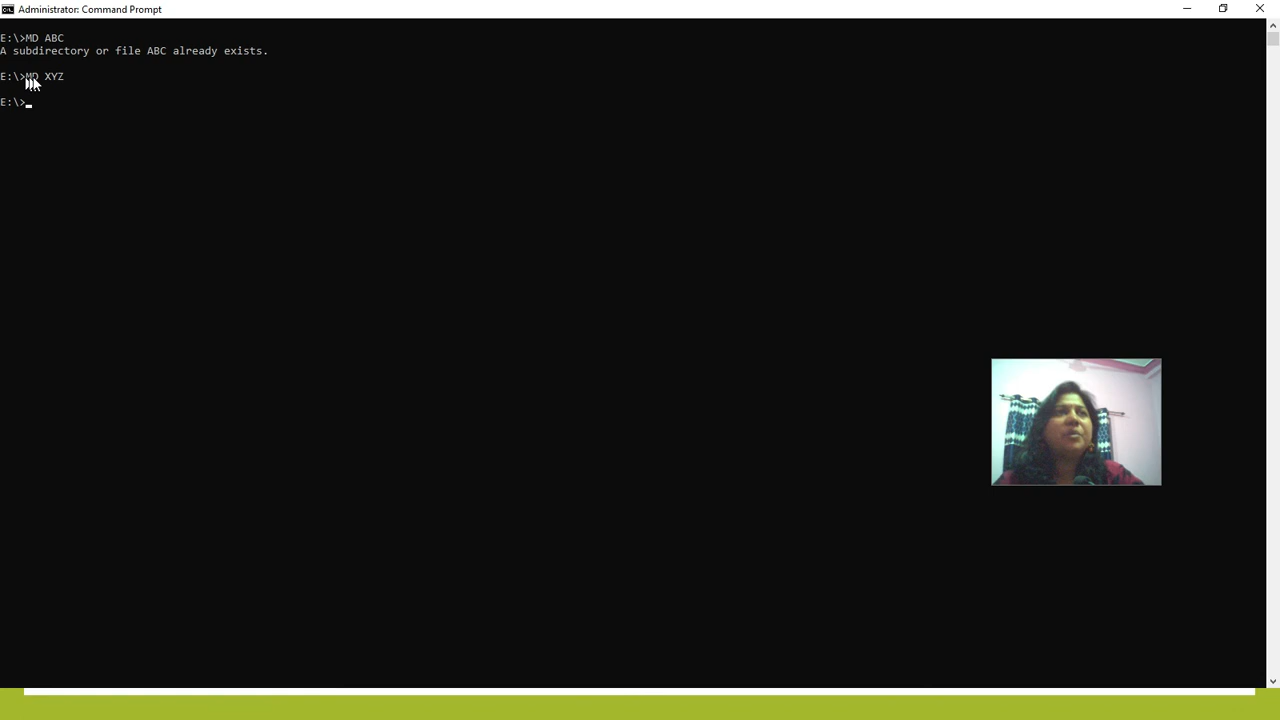 Administrator: Command Prompt
E:\>MD ABC
A subdirectory or file ABC already exists.
E:\>MD XYZ
E:\>